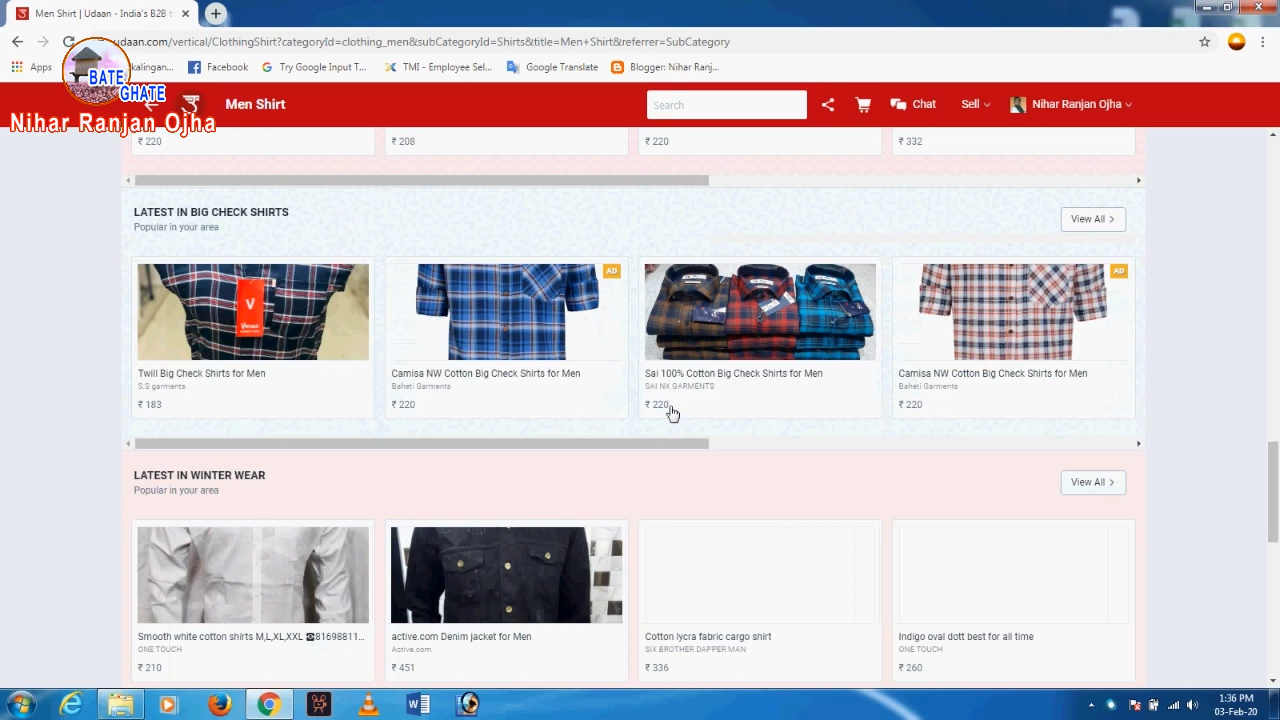 Men Shirt | Udaan - India's B2B t
udaan.com/vertical/ClothingShirt?categoryId=clothing_men&subCategoryId=Shirts&title=Men+Shirt&referrer=SubCategory
Apps
kalingan...
Facebook
Try Google Input T...
TMI - Employee Sel...
Google Translate
Blogger: Nihar Ranj...
BATE
GHATE
Nihar Ranjan Ojha
Men Shirt
Search
Chat
Sell
Nihar Ranjan Ojha
₹ 220
₹ 208
₹ 220
₹ 332
LATEST IN BIG CHECK SHIRTS
Popular in your area
View All >
AD
AD
V
Twill Big Check Shirts for Men
S.S garments
₹ 183
Camisa NW Cotton Big Check Shirts for Men
Baheti Garments
₹ 220
Sai 100% Cotton Big Check Shirts for Men
SAI NX GARMENTS
₹ 220
Camisa NW Cotton Big Check Shirts for Men
Baheti Garments
₹ 220
LATEST IN WINTER WEAR
Popular in your area
View All >
Smooth white cotton shirts M,L,XL,XXL ☎81698811...
ONE TOUCH
₹ 210
active.com Denim jacket for Men
Active.com
₹ 451
Cotton lycra fabric cargo shirt
SIX BROTHER DAPPER MAN
₹ 336
Indigo oval dott best for all time
ONE TOUCH
₹ 260
1:36 PM
03-Feb-20